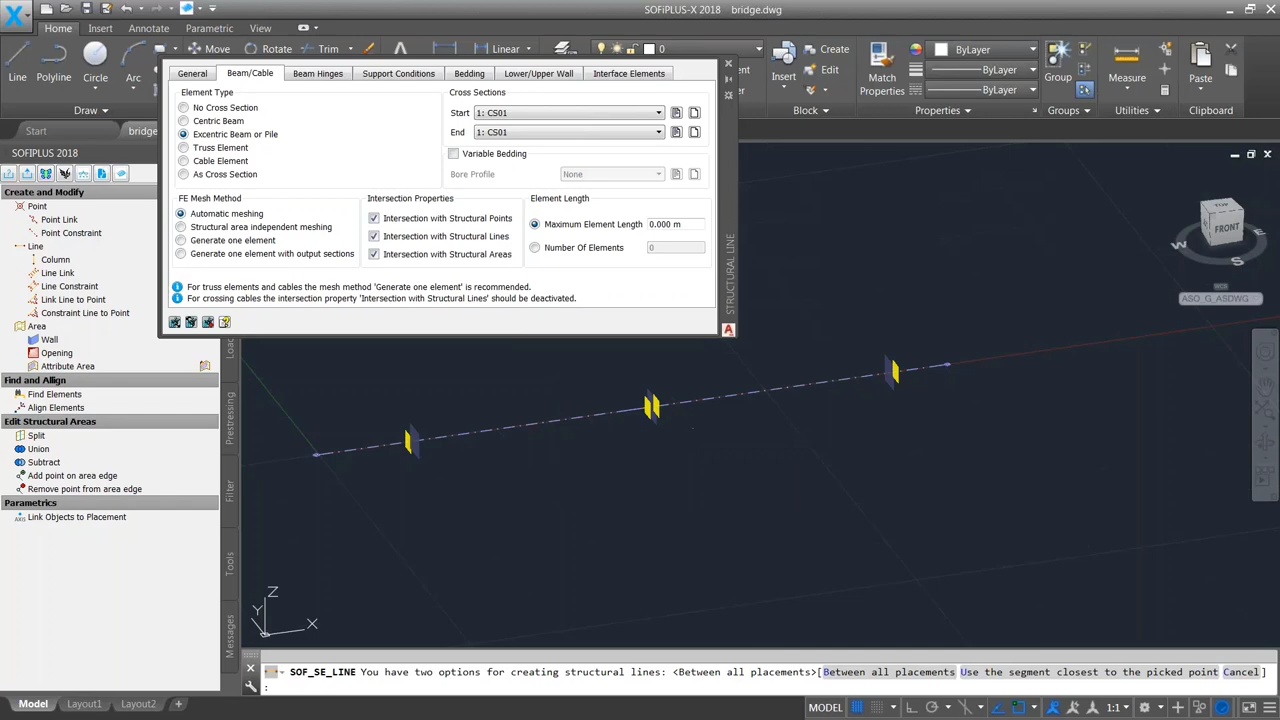 SOFiPLUS-X 2018 bridge.dwg
Home Insert Annotate Parametric
Line Polyline Circle Arc
Move Rotate Trim Linear 0
Draw
Insert Create Edit Block
Match Properties ByLayer ByLayer ByLayer Properties
Group Groups
Measure Utilities
Paste Clipboard
Start bridge
SOFIPLUS 2018
Create and Modify
Point
Point Link
Point Constraint
Line
Column
Line Link
Line Constraint
Link Line to Point
Constraint Line to Point
Area
Wall
Opening
Attribute Area
Find and Align
Find Elements
Align Elements
Edit Structural Areas
Split
Union
Subtract
Add point on area edge
Remove point from area edge
Parametrics
Link Objects to Placement
Prestressing
Filter
Tools
Messages
General Beam/Cable Beam Hinges Support Conditions Bedding Lower/Upper Wall Interface Elements
Element Type
No Cross Section
Centric Beam
Excentric Beam or Pile
Truss Element
Cable Element
As Cross Section
Cross Sections
Start 1: CS01
End 1: CS01
Variable Bedding
Bore Profile None
FE Mesh Method
Automatic meshing
Structural area independent meshing
Generate one element
Generate one element with output sections
Intersection Properties
Intersection with Structural Points
Intersection with Structural Lines
Intersection with Structural Areas
Element Length
Maximum Element Length 0.000 m
Number Of Elements 0
For truss elements and cables the mesh method 'Generate one element' is recommended.
For crossing cables the intersection property 'Intersection with Structural Lines' should be deactivated.
STRUCTURAL LINE
TOP
FRONT
S
ASO_G_ASDWG
Z
Y
X
SOF_SE_LINE You have two options for creating structural lines: <Between all placements>[Between all placements Use the segment closest to the picked point Cancel]
:
Model Layout1 Layout2 +
MODEL 1:1